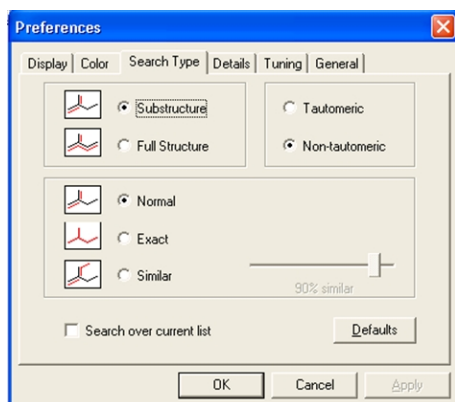 Preferences
Display Color Search Type Details Tuning General
Substructure Tautomeric
Full Structure Non-tautomeric
Normal
Exact
Similar
90% similar
Search over current list Defaults
OK Cancel Apply